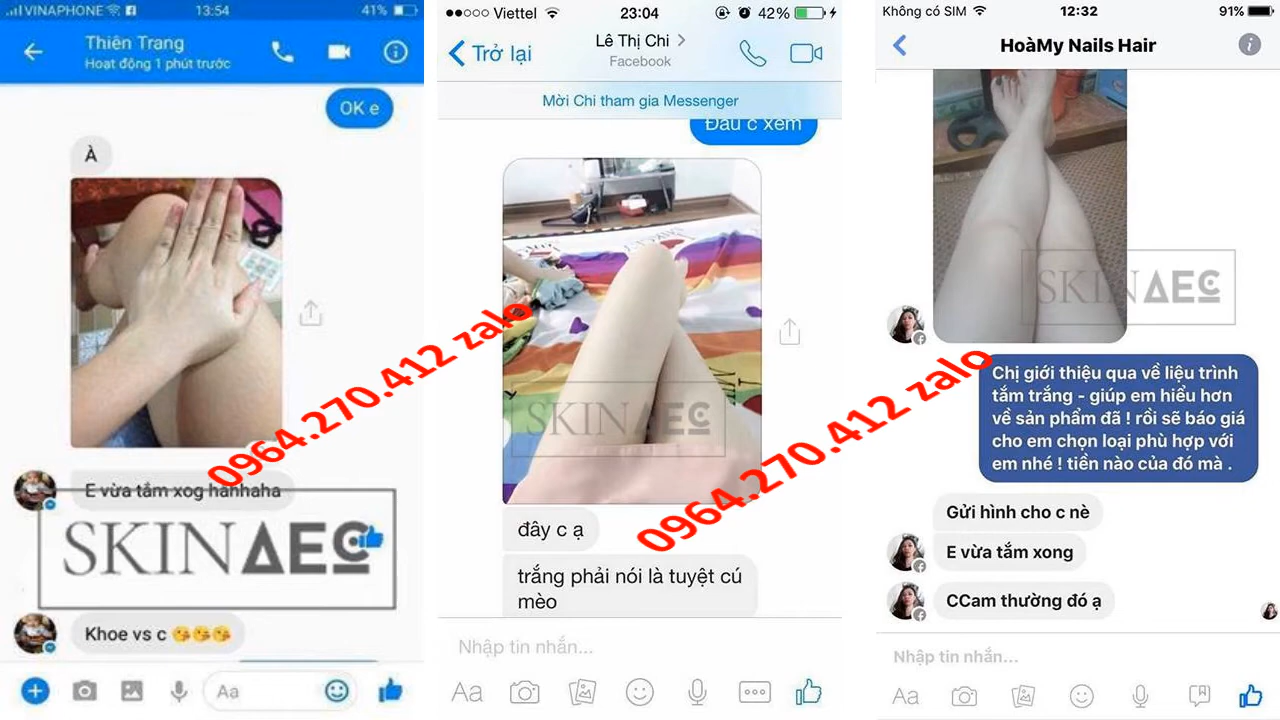 VINAPHONE
13:54
41%
Thiên Trang
Hoạt động 1 phút trước
OK e
À
E vừa tắm xog hahhaha
SKINAEC
Khoe vs c 😘😘😘
Aa
Viettel
23:04
42%
Trở lại
Lê Thị Chi
Facebook
Mời Chi tham gia Messenger
Đâu c xem
SKINAEC
đây c ạ
trắng phải nói là tuyệt cú
mèo
Nhập tin nhắn...
Aa
Không có SIM
12:32
91%
HoàMy Nails Hair
SKINAEC
Chị giới thiệu qua về liệu trình
tắm trắng - giúp em hiểu hơn
về sản phẩm đã ! rồi sẽ báo giá
cho em chọn loại phù hợp với
em nhé ! tiền nào của đó mà .
Gửi hình cho c nè
E vừa tắm xong
CCam thường đó ạ
Nhập tin nhắn...
Aa
0964.270.412 zalo
0964.270.412 zalo